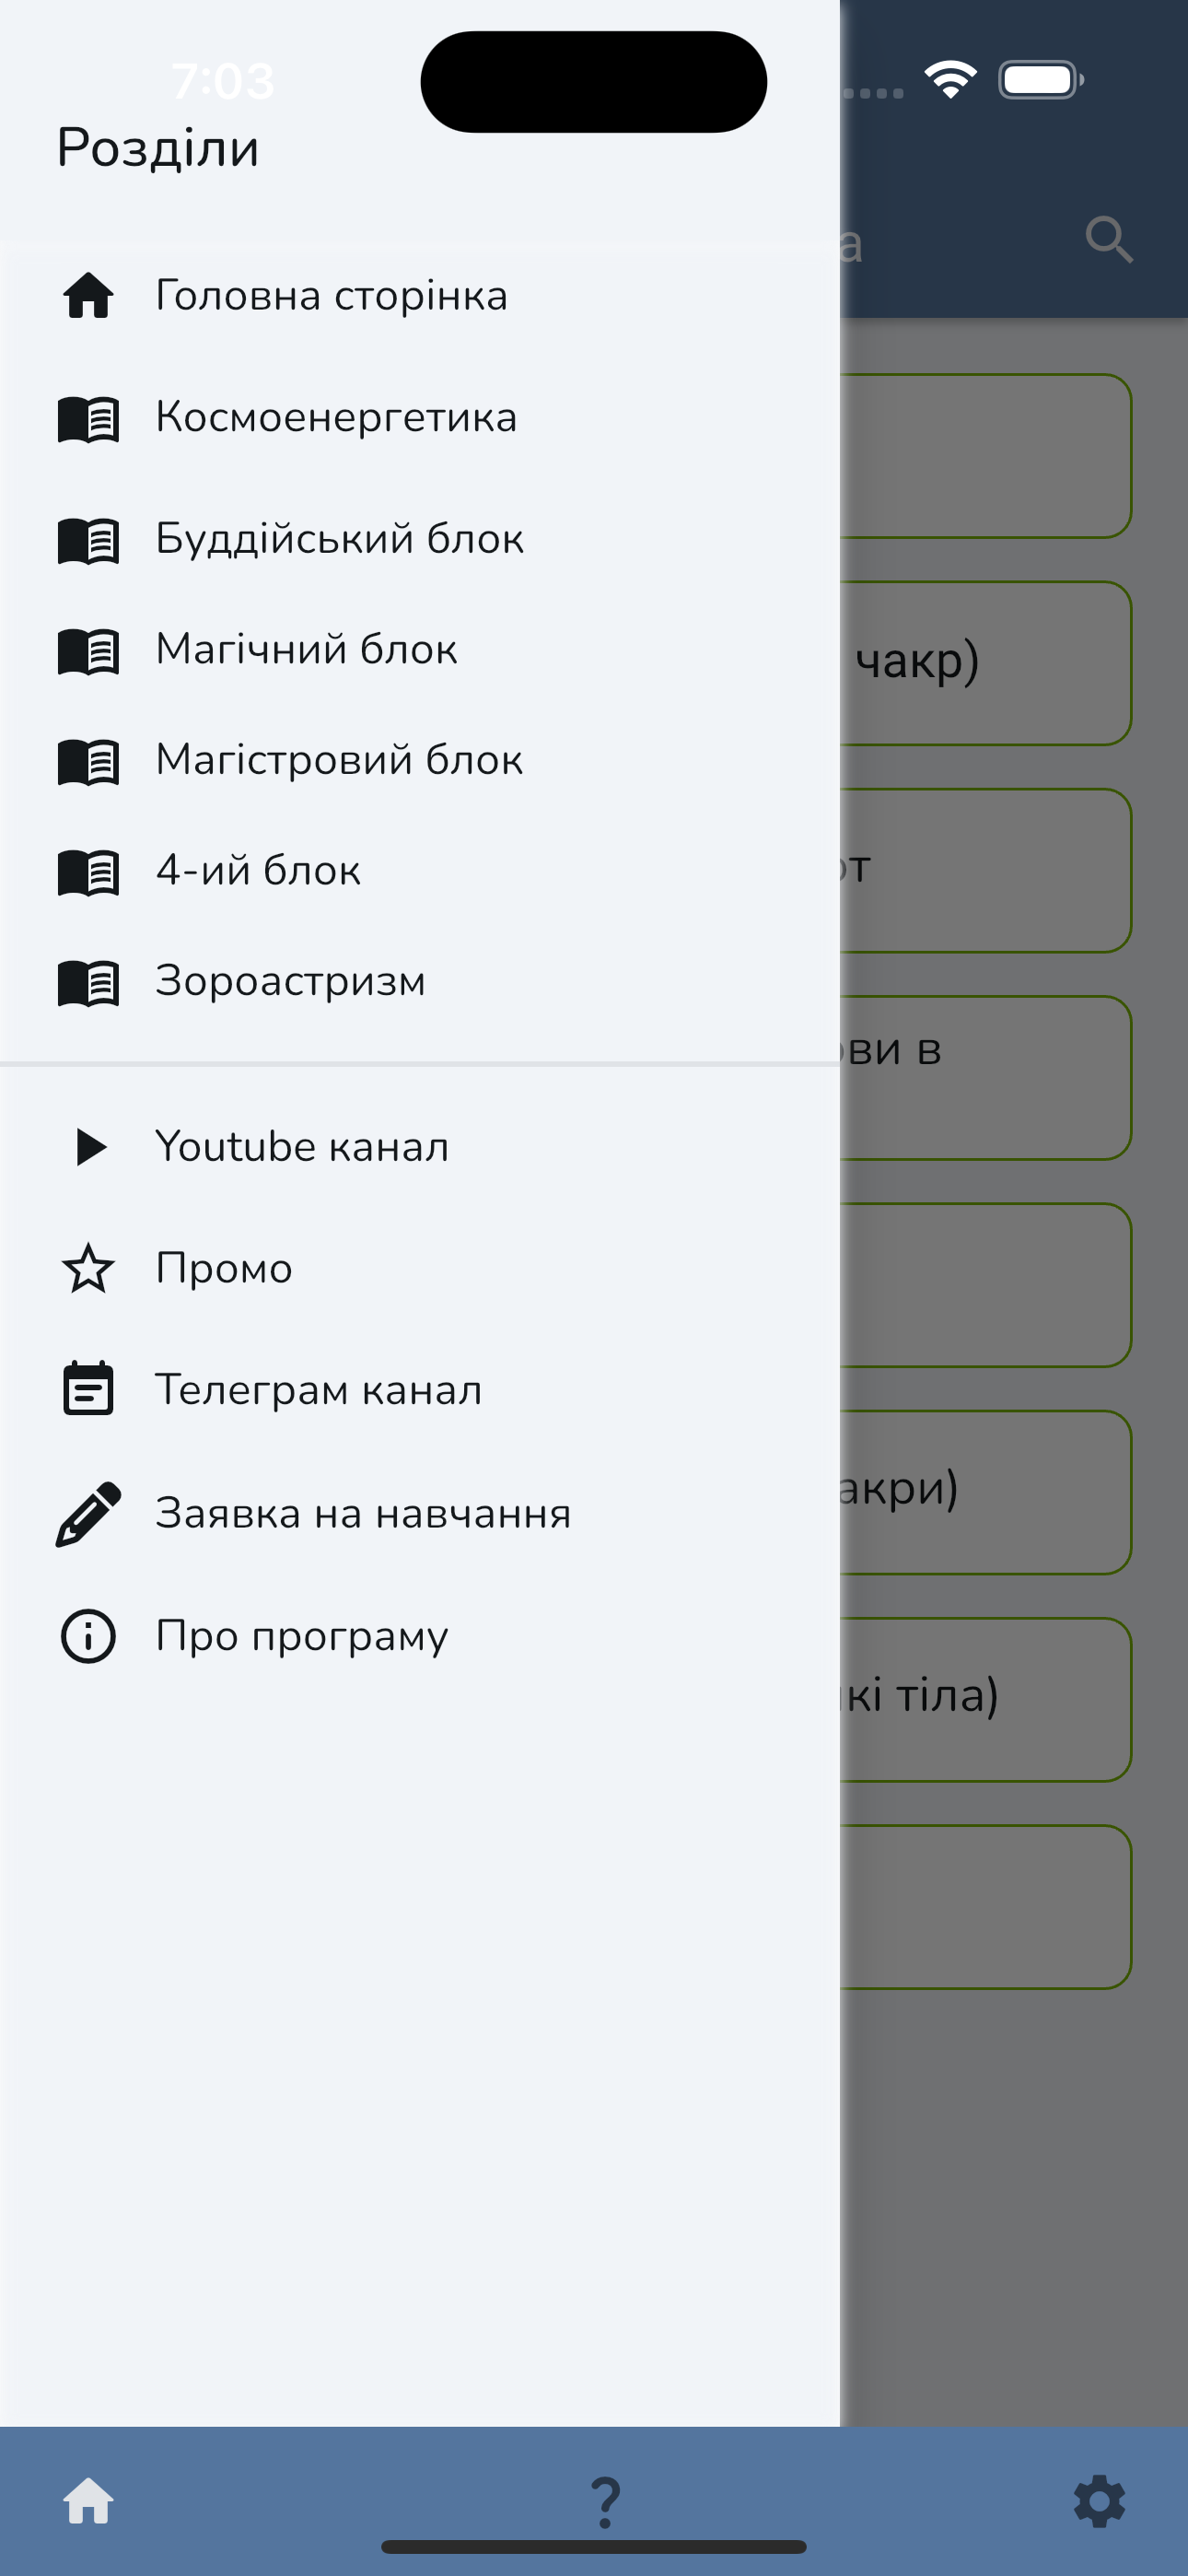 7:03
Розділи
а
Головна сторінка
Космоенергетика
Буддійський блок
чакр)
Магічний блок
Магістровий блок
от
4-ий блок
Зороастризм
ови в
Youtube канал
Промо
Телеграм канал
акри)
Заявка на навчання
Про програму
кі тіла)